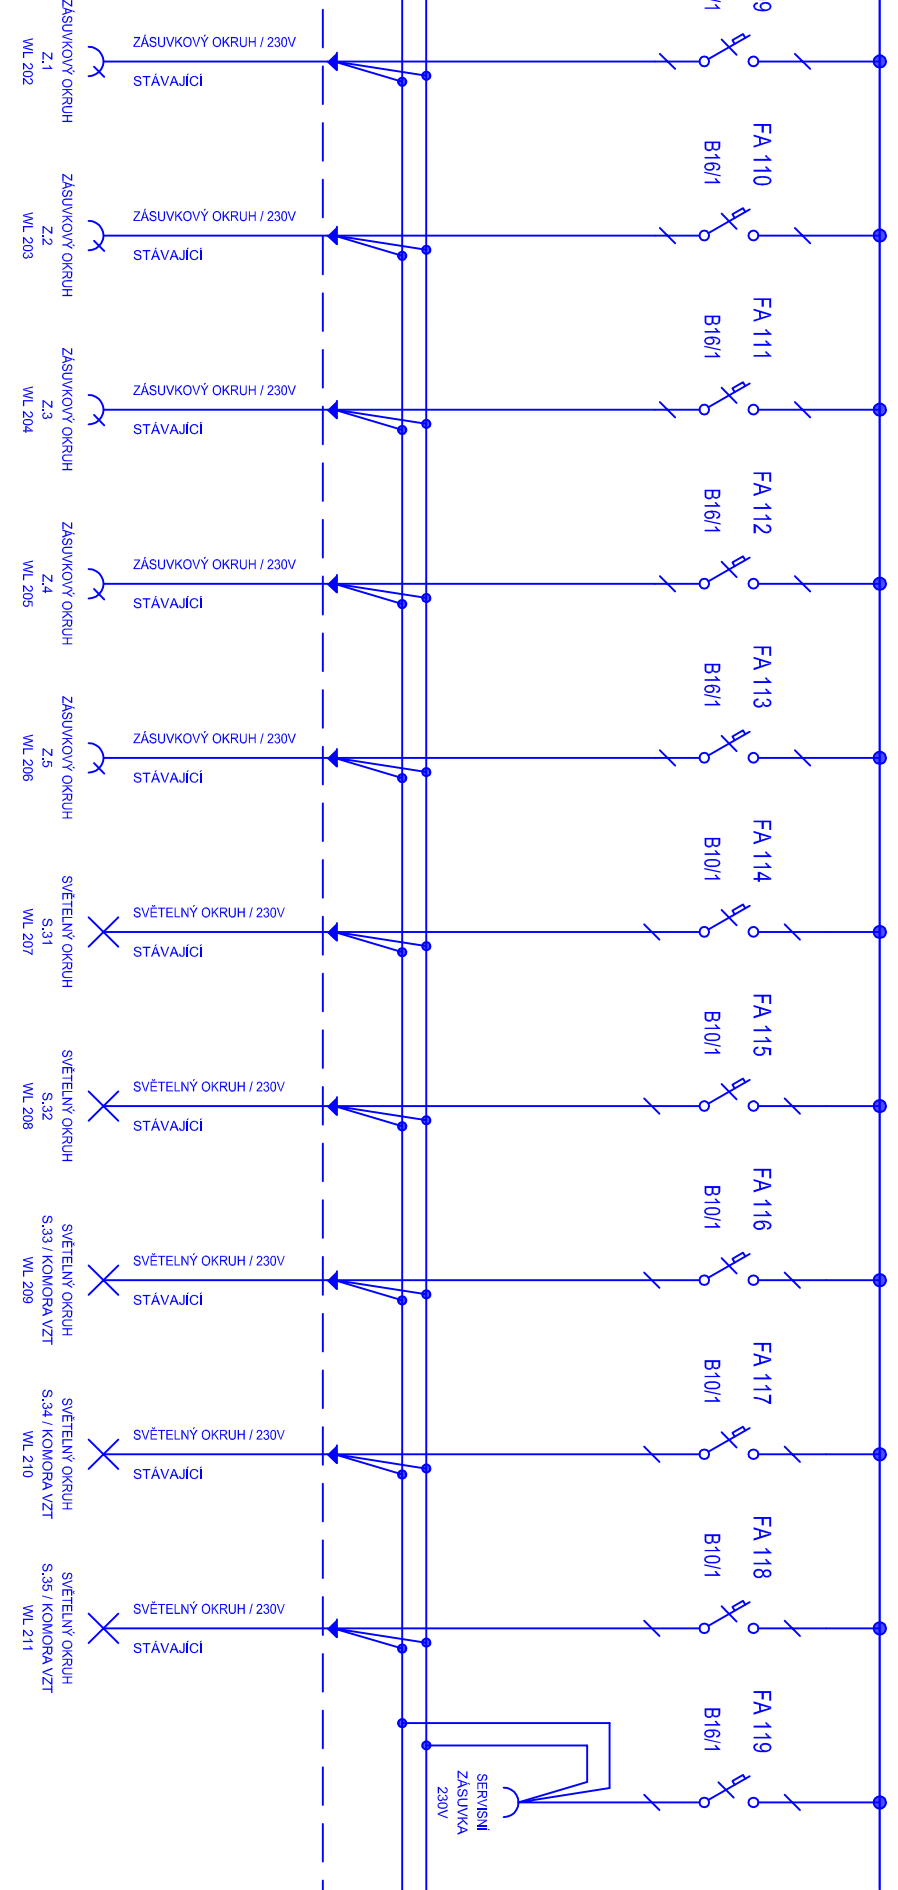 9
/1
ZÁSUVKOVÝ OKRUH / 230V
STÁVAJÍCÍ
ZÁSUVKOVÝ OKRUH
Z.1
WL 202
FA 110
B16/1
ZÁSUVKOVÝ OKRUH / 230V
STÁVAJÍCÍ
ZÁSUVKOVÝ OKRUH
Z.2
WL 203
FA 111
B16/1
ZÁSUVKOVÝ OKRUH / 230V
STÁVAJÍCÍ
ZÁSUVKOVÝ OKRUH
Z.3
WL 204
FA 112
B16/1
ZÁSUVKOVÝ OKRUH / 230V
STÁVAJÍCÍ
ZÁSUVKOVÝ OKRUH
Z.4
WL 205
FA 113
B16/1
ZÁSUVKOVÝ OKRUH / 230V
STÁVAJÍCÍ
ZÁSUVKOVÝ OKRUH
Z.5
WL 206
FA 114
B10/1
SVĚTELNÝ OKRUH / 230V
STÁVAJÍCÍ
SVĚTELNÝ OKRUH
S.31
WL 207
FA 115
B10/1
SVĚTELNÝ OKRUH / 230V
STÁVAJÍCÍ
SVĚTELNÝ OKRUH
S.32
WL 208
FA 116
B10/1
SVĚTELNÝ OKRUH / 230V
STÁVAJÍCÍ
SVĚTELNÝ OKRUH
S.33 / KOMORA VZT
WL 209
FA 117
B10/1
SVĚTELNÝ OKRUH / 230V
STÁVAJÍCÍ
SVĚTELNÝ OKRUH
S.34 / KOMORA VZT
WL 210
FA 118
B10/1
SVĚTELNÝ OKRUH / 230V
STÁVAJÍCÍ
SVĚTELNÝ OKRUH
S.35 / KOMORA VZT
WL 211
FA 119
B16/1
SERVISNÍ
ZÁSUVKA
230V